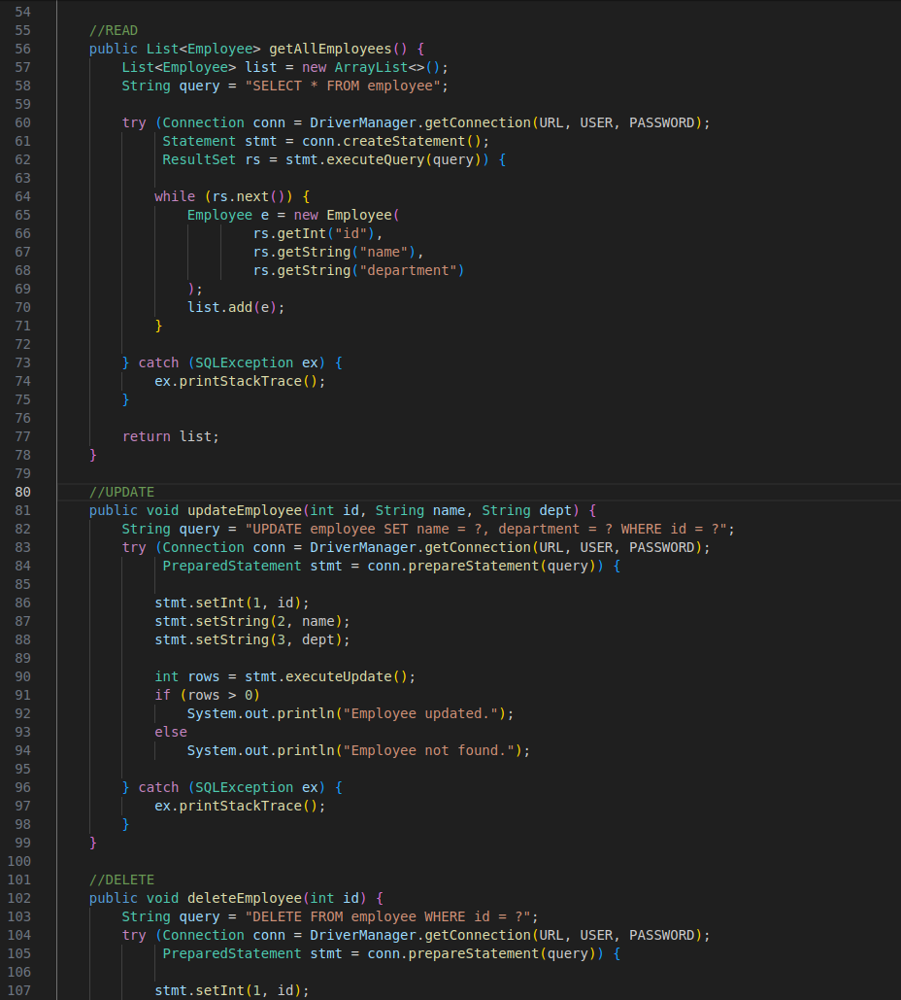 54
55 //READ
56 public List<Employee> getAllEmployees() {
57 List<Employee> list = new ArrayList<>();
58 String query = "SELECT * FROM employee";
59
60 try (Connection conn = DriverManager.getConnection(URL, USER, PASSWORD);
61 Statement stmt = conn.createStatement();
62 ResultSet rs = stmt.executeQuery(query)) {
63
64 while (rs.next()) {
65 Employee e = new Employee(
66 rs.getInt("id"),
67 rs.getString("name"),
68 rs.getString("department")
69 );
70 list.add(e);
71 }
72
73 } catch (SQLException ex) {
74 ex.printStackTrace();
75 }
76
77 return list;
78 }
79
80 //UPDATE
81 public void updateEmployee(int id, String name, String dept) {
82 String query = "UPDATE employee SET name = ?, department = ? WHERE id = ?";
83 try (Connection conn = DriverManager.getConnection(URL, USER, PASSWORD);
84 PreparedStatement stmt = conn.prepareStatement(query)) {
85
86 stmt.setInt(1, id);
87 stmt.setString(2, name);
88 stmt.setString(3, dept);
89
90 int rows = stmt.executeUpdate();
91 if (rows > 0)
92 System.out.println("Employee updated.");
93 else
94 System.out.println("Employee not found.");
95
96 } catch (SQLException ex) {
97 ex.printStackTrace();
98 }
99 }
100
101 //DELETE
102 public void deleteEmployee(int id) {
103 String query = "DELETE FROM employee WHERE id = ?";
104 try (Connection conn = DriverManager.getConnection(URL, USER, PASSWORD);
105 PreparedStatement stmt = conn.prepareStatement(query)) {
106
107 stmt.setInt(1, id);